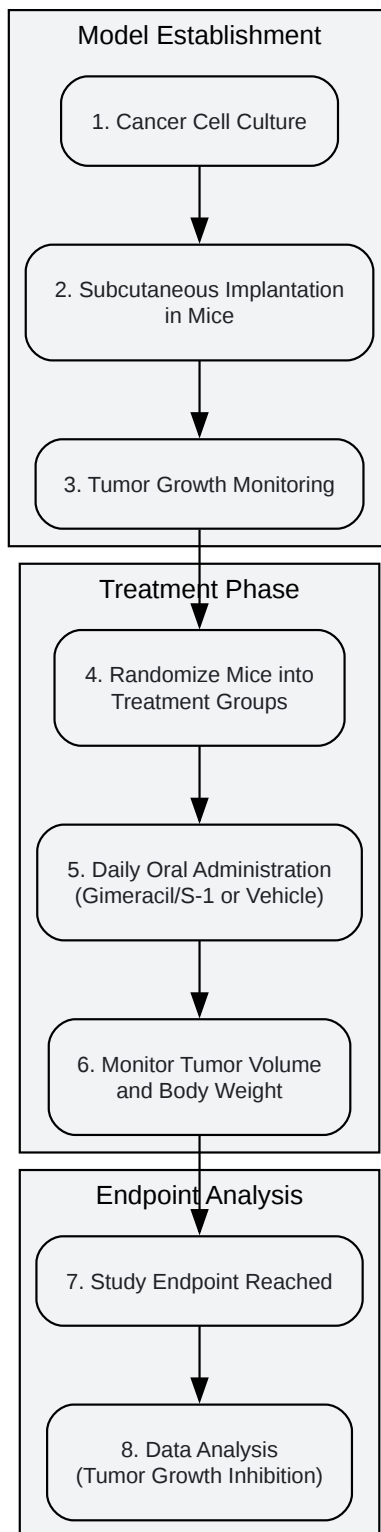 Model Establishment
1. Cancer Cell Culture
2. Subcutaneous Implantation
in Mice
3. Tumor Growth Monitoring
Treatment Phase
4. Randomize Mice into
Treatment Groups
5. Daily Oral Administration
(Gimeracil/S-1 or Vehicle)
6. Monitor Tumor Volume
and Body Weight
Endpoint Analysis
7. Study Endpoint Reached
8. Data Analysis
(Tumor Growth Inhibition)